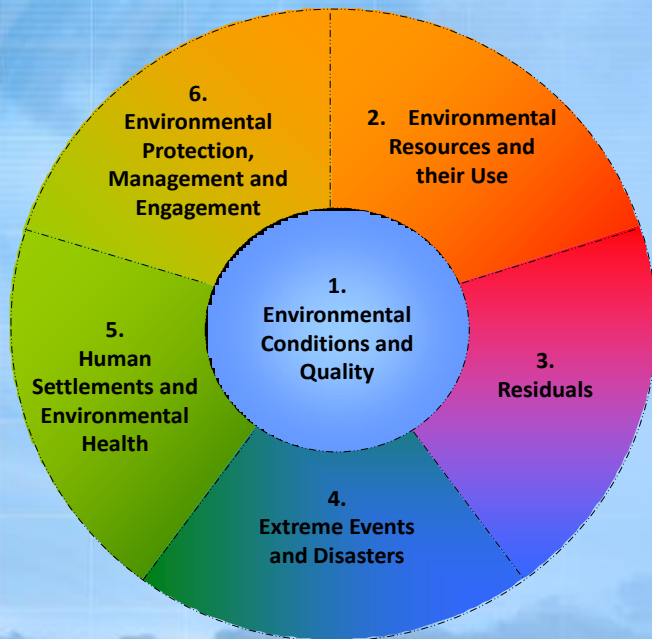 1.
Environmental
Conditions and
Quality
2. Environmental
Resources and
their Use
3.
Residuals
4.
Extreme Events
and Disasters
5.
Human
Settlements and
Environmental
Health
6.
Environmental
Protection,
Management and
Engagement